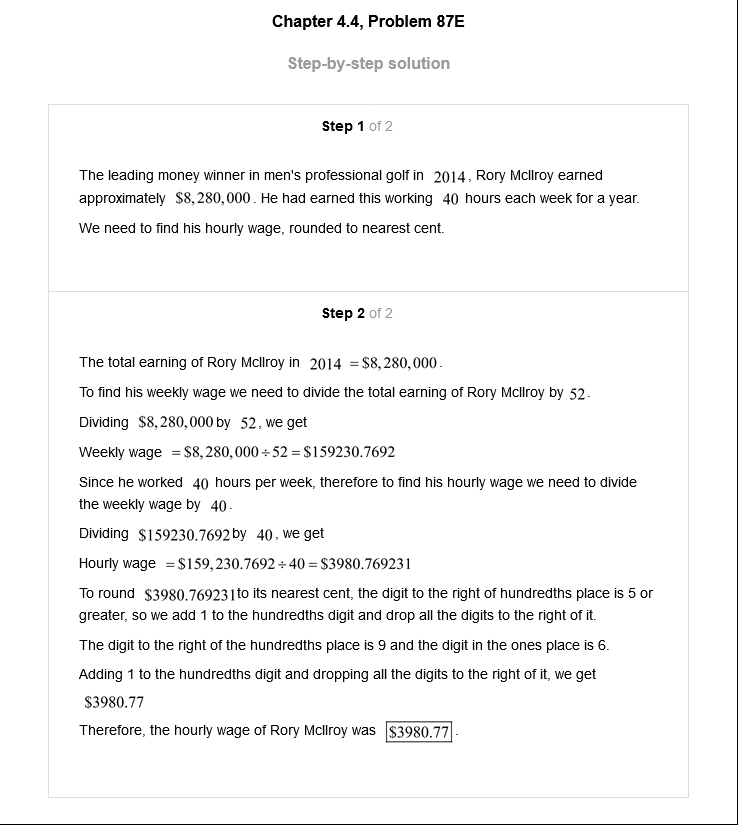 Chapter 4.4, Problem 87E
Step-by-step solution
Step 1 of 2
The leading money winner in men's professional golf in 2014, Rory McIlroy earned
approximately $8,280,000. He had earned this working 40 hours each week for a year.
We need to find his hourly wage, rounded to nearest cent.
Step 2 of 2
The total earning of Rory McIlroy in 2014 = $8,280,000.
To find his weekly wage we need to divide the total earning of Rory McIlroy by 52.
Dividing $8,280,000 by 52, we get
Weekly wage = $8,280,000 ÷ 52 = $159230.7692
Since he worked 40 hours per week, therefore to find his hourly wage we need to divide
the weekly wage by 40.
Dividing $159230.7692 by 40, we get
Hourly wage = $159,230.7692 ÷ 40 = $3980.769231
To round $3980.769231 to its nearest cent, the digit to the right of hundredths place is 5 or
greater, so we add 1 to the hundredths digit and drop all the digits to the right of it.
The digit to the right of the hundredths place is 9 and the digit in the ones place is 6.
Adding 1 to the hundredths digit and dropping all the digits to the right of it, we get
$3980.77
Therefore, the hourly wage of Rory McIlroy was $3980.77.